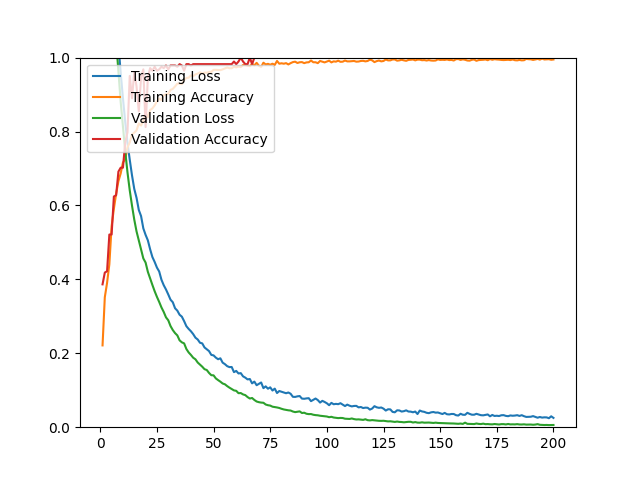 1.0
0.8
0.6
0.4
0.2
0.0
Training Loss
Training Accuracy
Validation Loss
Validation Accuracy
0 25 50 75 100 125 150 175 200